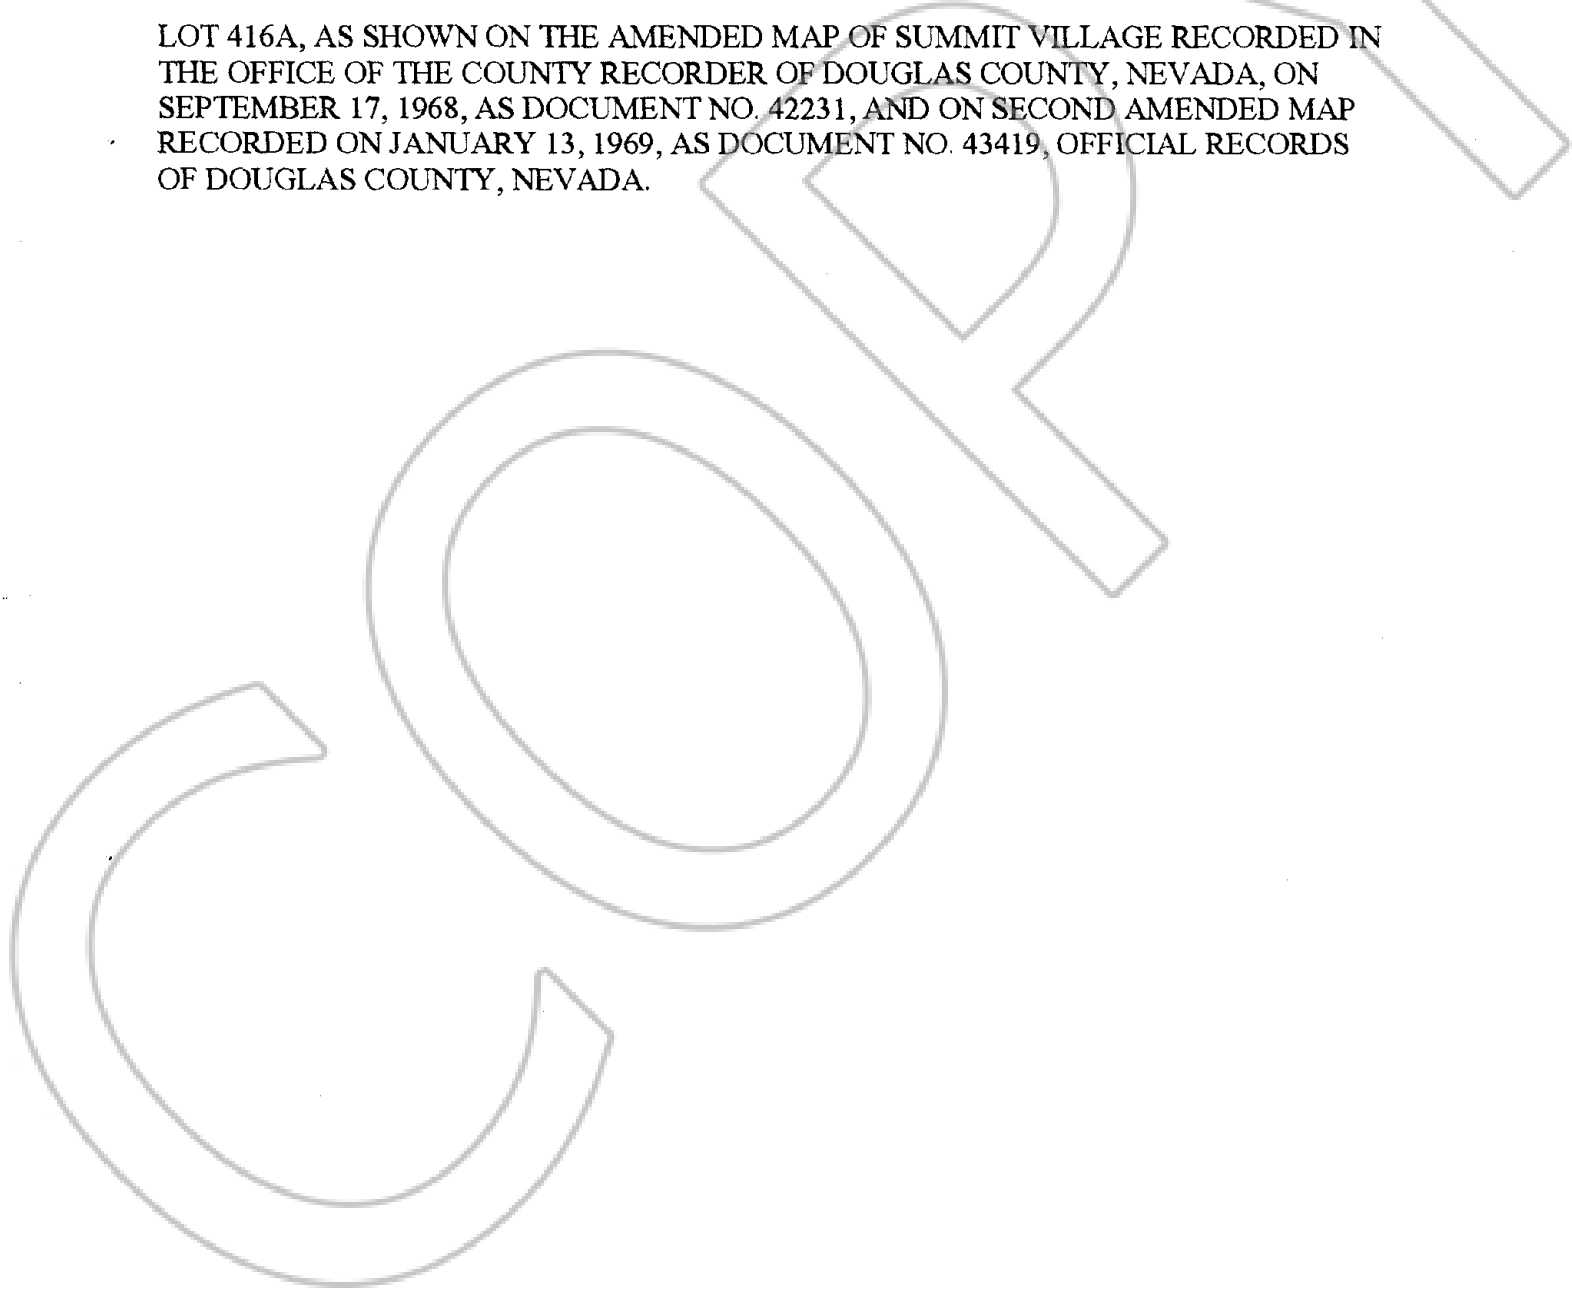 LOT 416A, AS SHOWN ON THE AMENDED MAP OF SUMMIT VILLAGE RECORDED IN
THE OFFICE OF THE COUNTY RECORDER OF DOUGLAS COUNTY, NEVADA, ON
SEPTEMBER 17, 1968, AS DOCUMENT NO. 42231, AND ON SECOND AMENDED MAP
RECORDED ON JANUARY 13, 1969, AS DOCUMENT NO. 43419, OFFICIAL RECORDS
OF DOUGLAS COUNTY, NEVADA.
COPY